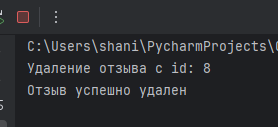 C:\Users\shani\PycharmProjects\
Удаление отзыва с id: 8
Отзыв успешно удален